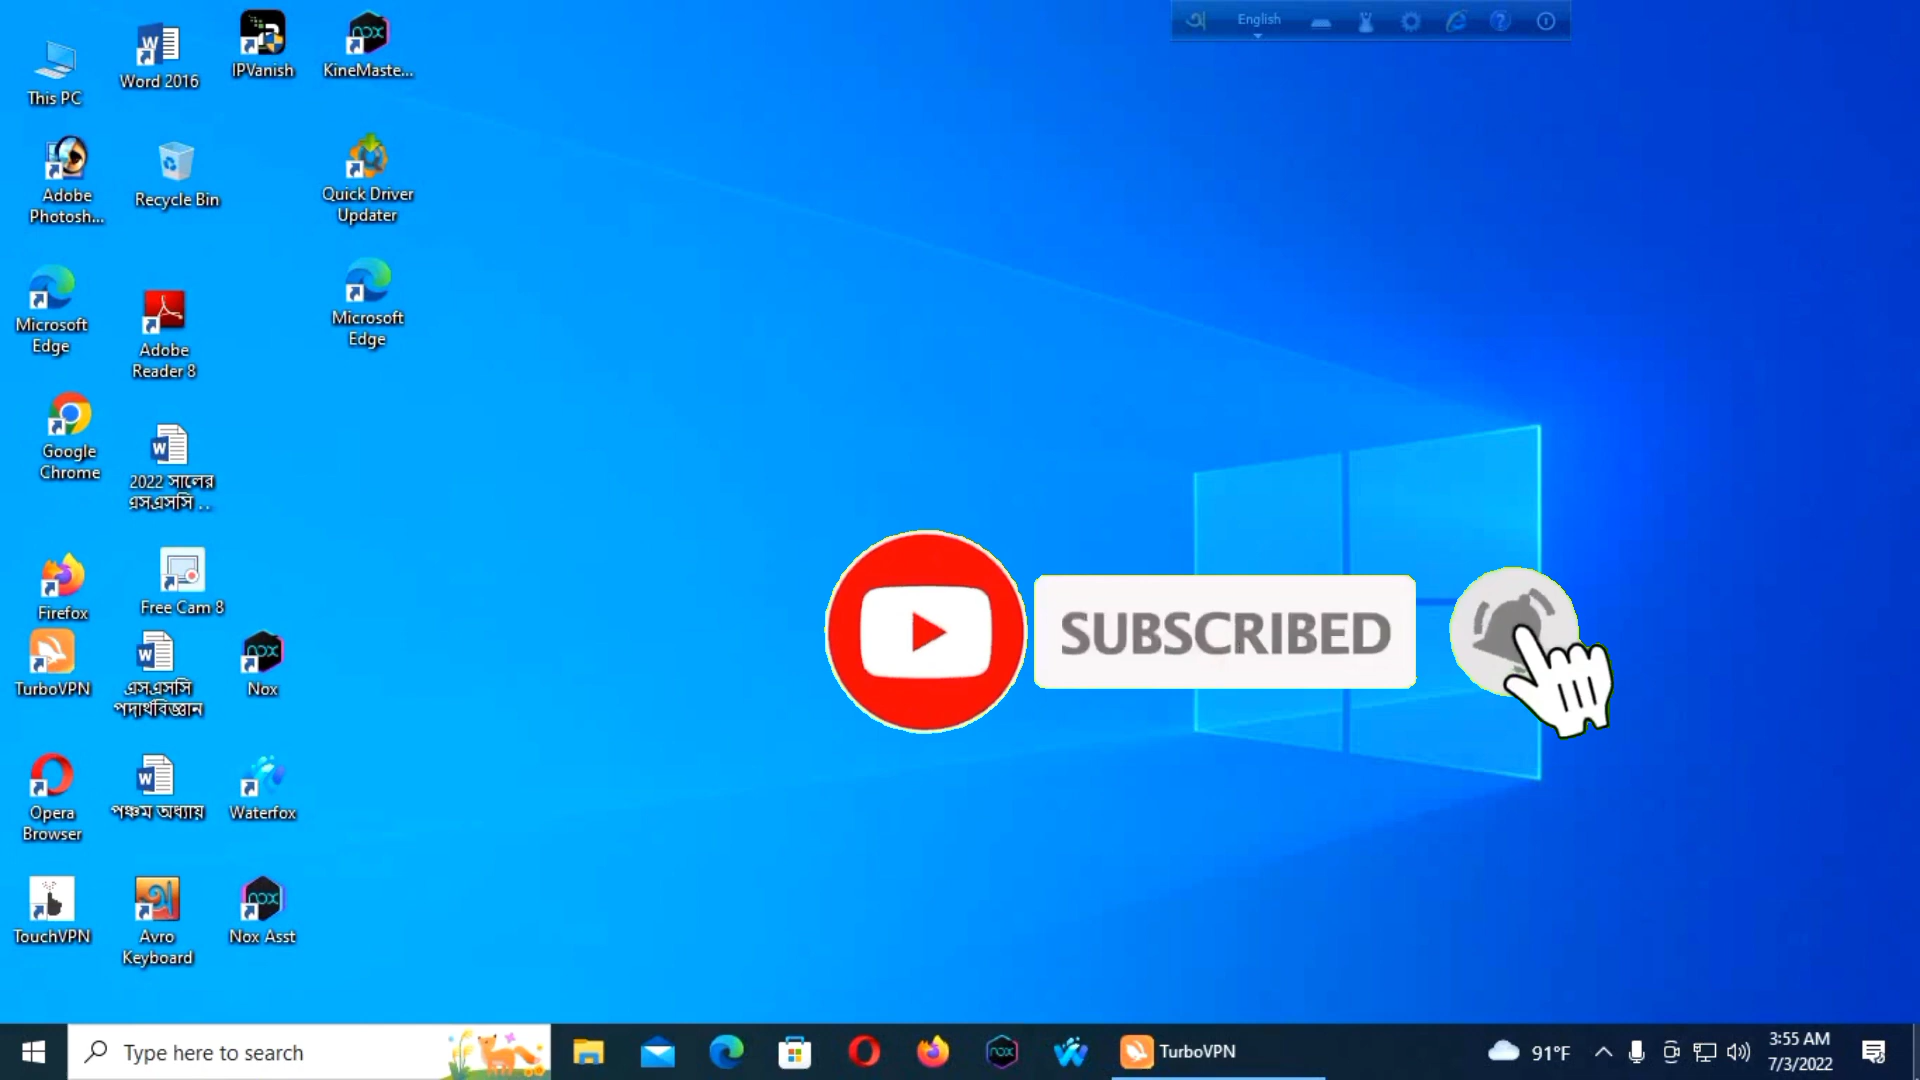 English
This PC
Word 2016
IPVanish
KineMaste...
Adobe
Photosh...
Recycle Bin
Quick Driver
Updater
Microsoft
Edge
Adobe
Reader 8
Microsoft
Edge
Google
Chrome
2022 সালের
এসএসসি ...
Firefox
Free Cam 8
SUBSCRIBED
TurboVPN
এসএসসি
পদার্থবিজ্ঞান
Nox
Opera
Browser
পঞ্চম অধ্যায়
Waterfox
TouchVPN
Avro
Keyboard
Nox Asst
Type here to search
TurboVPN
91°F
3:55 AM
7/3/2022